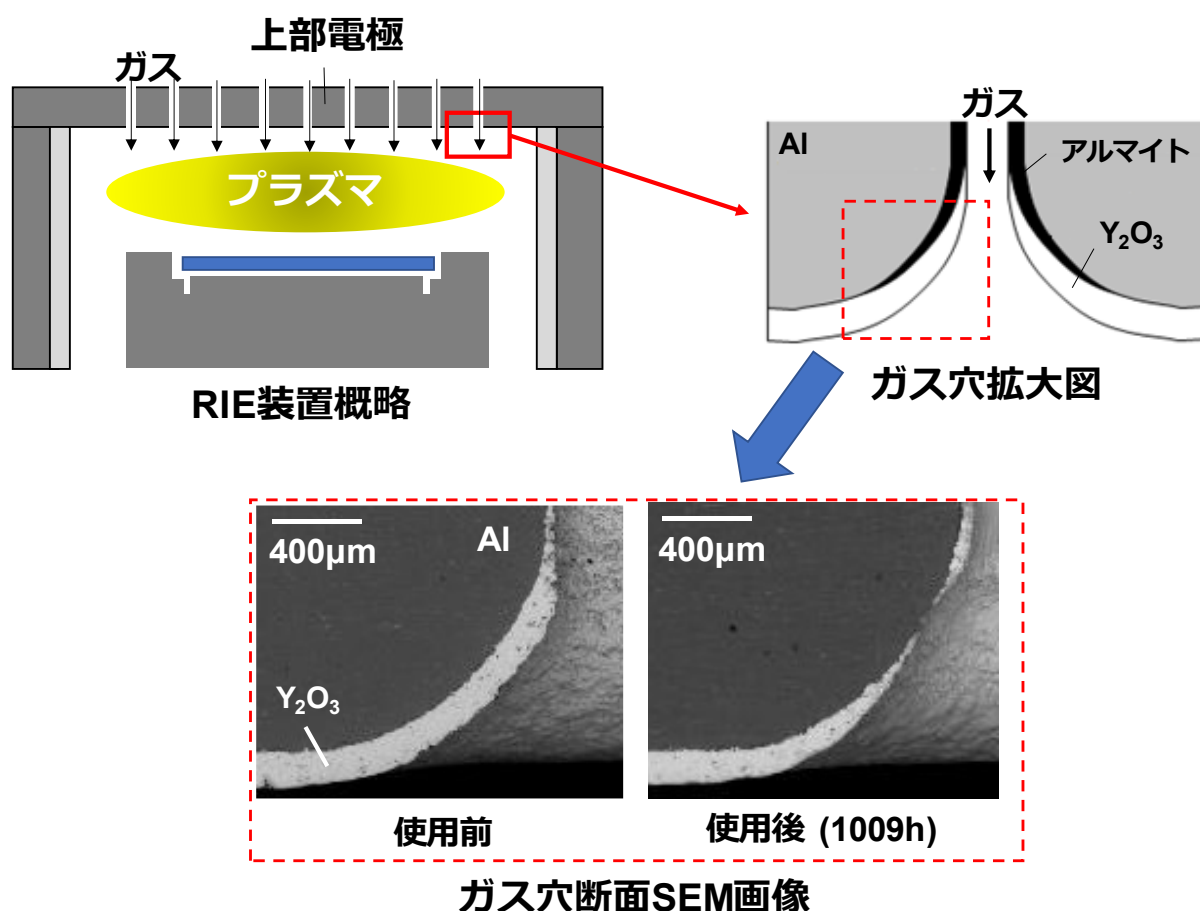 上部電極
ガス
プラズマ
RIE装置概略
ガス
Al
アルマイト
Y₂O₃
ガス穴拡大図
400μm
Al
Y₂O₃
使用前
400μm
使用後 (1009h)
ガス穴断面SEM画像